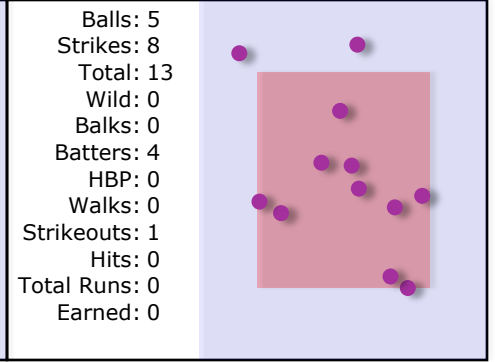 Balls: 5
Strikes: 8
Total: 13
Wild: 0
Balks: 0
Batters: 4
HBP: 0
Walks: 0
Strikeouts: 1
Hits: 0
Total Runs: 0
Earned: 0